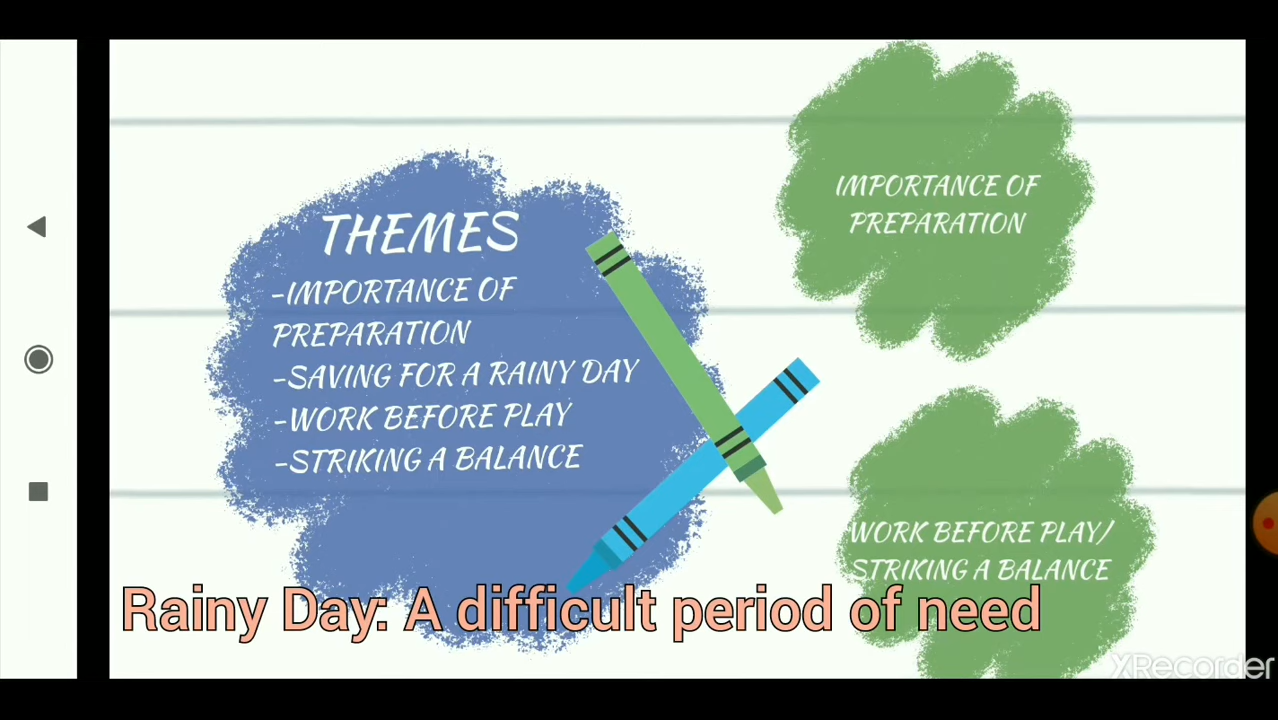 THEMES
-IMPORTANCE OF
PREPARATION
-SAVING FOR A RAINY DAY
-WORK BEFORE PLAY
-STRIKING A BALANCE
IMPORTANCE OF
PREPARATION
WORK BEFORE PLAY/
STRIKING A BALANCE
Rainy Day: A difficult period of need
XRecorder